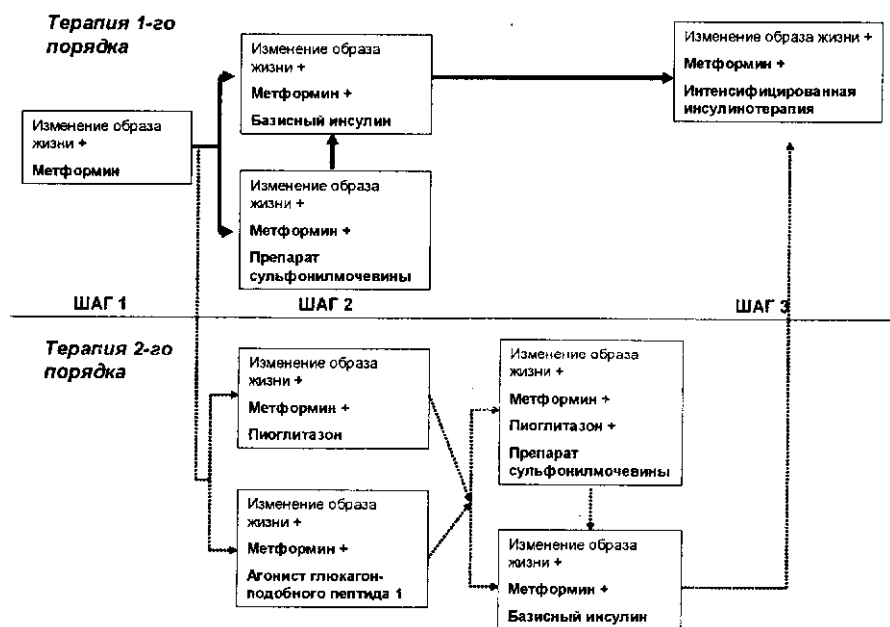 Терапия 1-го
порядка
Изменение образа
жизни +
Метформин
Изменение образа
жизни +
Метформин +
Базисный инсулин
Изменение образа
жизни +
Метформин +
Препарат
сульфонилмочевины
Изменение образа жизни +
Метформин +
Интенсифицированная
инсулинотерапия
ШАГ 1
ШАГ 2
ШАГ 3
Терапия 2-го
порядка
Изменение образа
жизни +
Метформин +
Пиоглитазон
Изменение образа
жизни +
Метформин +
Агонист глюкагон-
подобного пептида 1
Изменение образа
жизни +
Метформин +
Пиоглитазон +
Препарат
сульфонилмочевины
Изменение образа
жизни +
Метформин +
Базисный инсулин